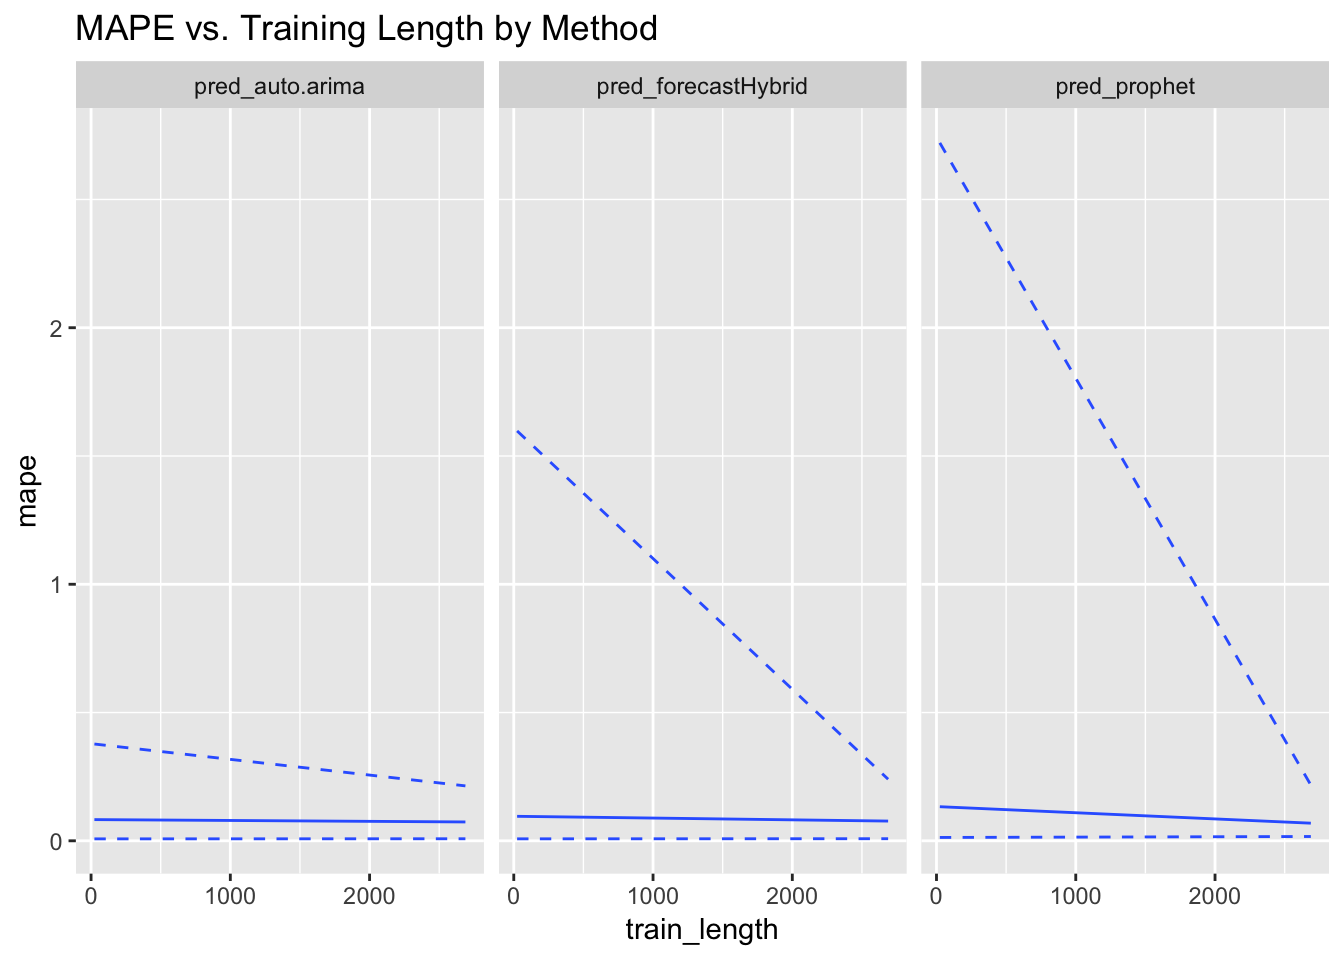 MAPE vs. Training Length by Method
pred_auto.arima
pred_forecastHybrid
pred_prophet
mape
2
1
0
0 1000 2000
0 1000 2000
0 1000 2000
train_length